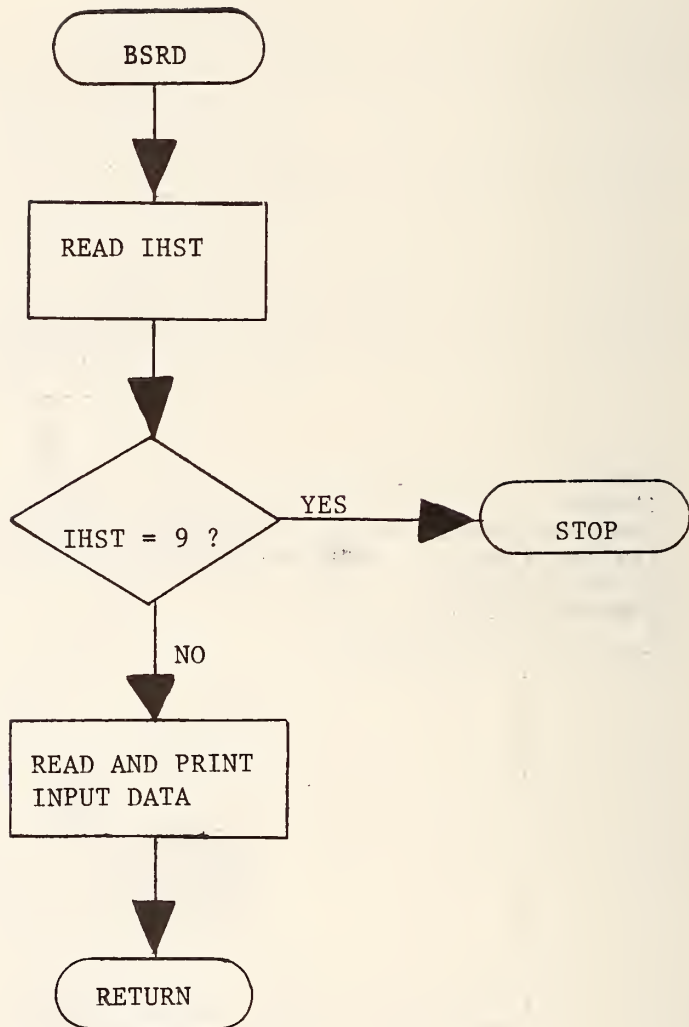 BSRD
READ IHST
IHST = 9 ?
YES
STOP
NO
READ AND PRINT
INPUT DATA
RETURN